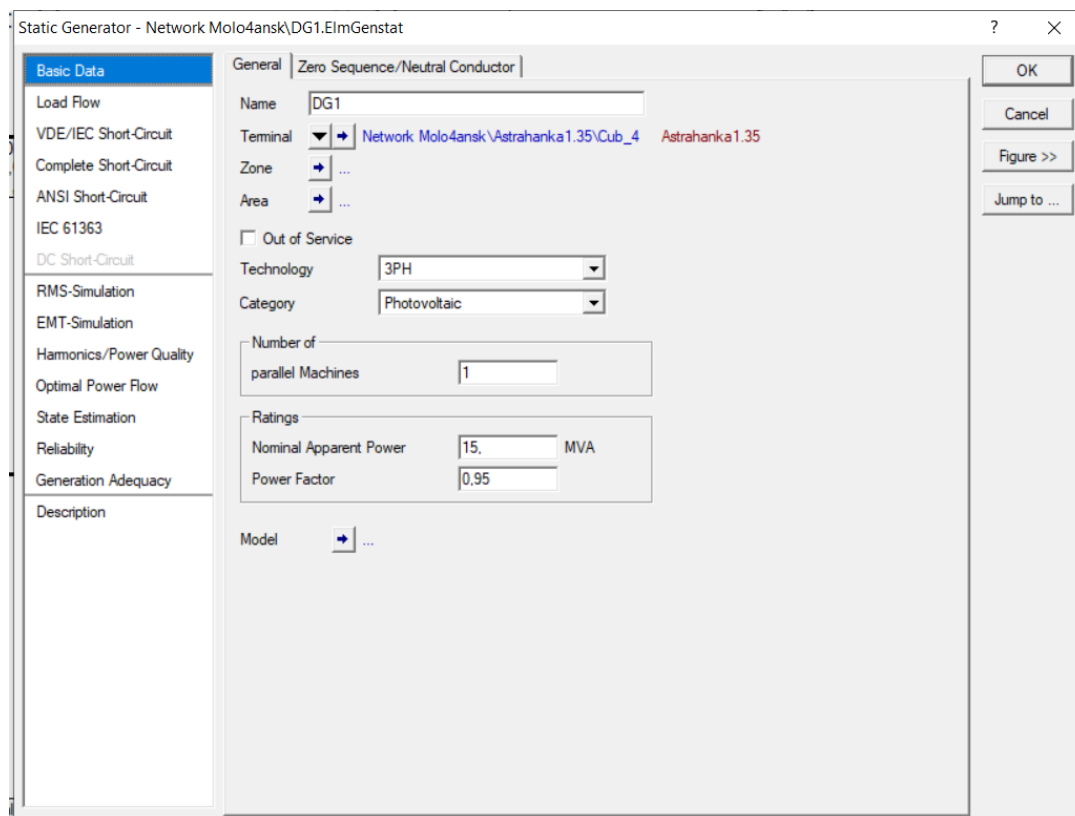 Static Generator - Network Molo4ansk\DG1.ElmGenstat ?
Basic Data
Load Flow
VDE/IEC Short-Circuit
Complete Short-Circuit
ANSI Short-Circuit
IEC 61363
DC Short-Circuit
RMS-Simulation
EMT-Simulation
Harmonics/Power Quality
Optimal Power Flow
State Estimation
Reliability
Generation Adequacy
Description
General Zero Sequence/Neutral Conductor
Name DG1
Terminal Network Molo4ansk\Astrahanka1.35\Cub_4 Astrahanka1.35
Zone ...
Area ...
Out of Service
Technology 3PH
Category Photovoltaic
Number of
parallel Machines 1
Ratings
Nominal Apparent Power 15, MVA
Power Factor 0,95
Model ...
OK
Cancel
Figure >>
Jump to ...